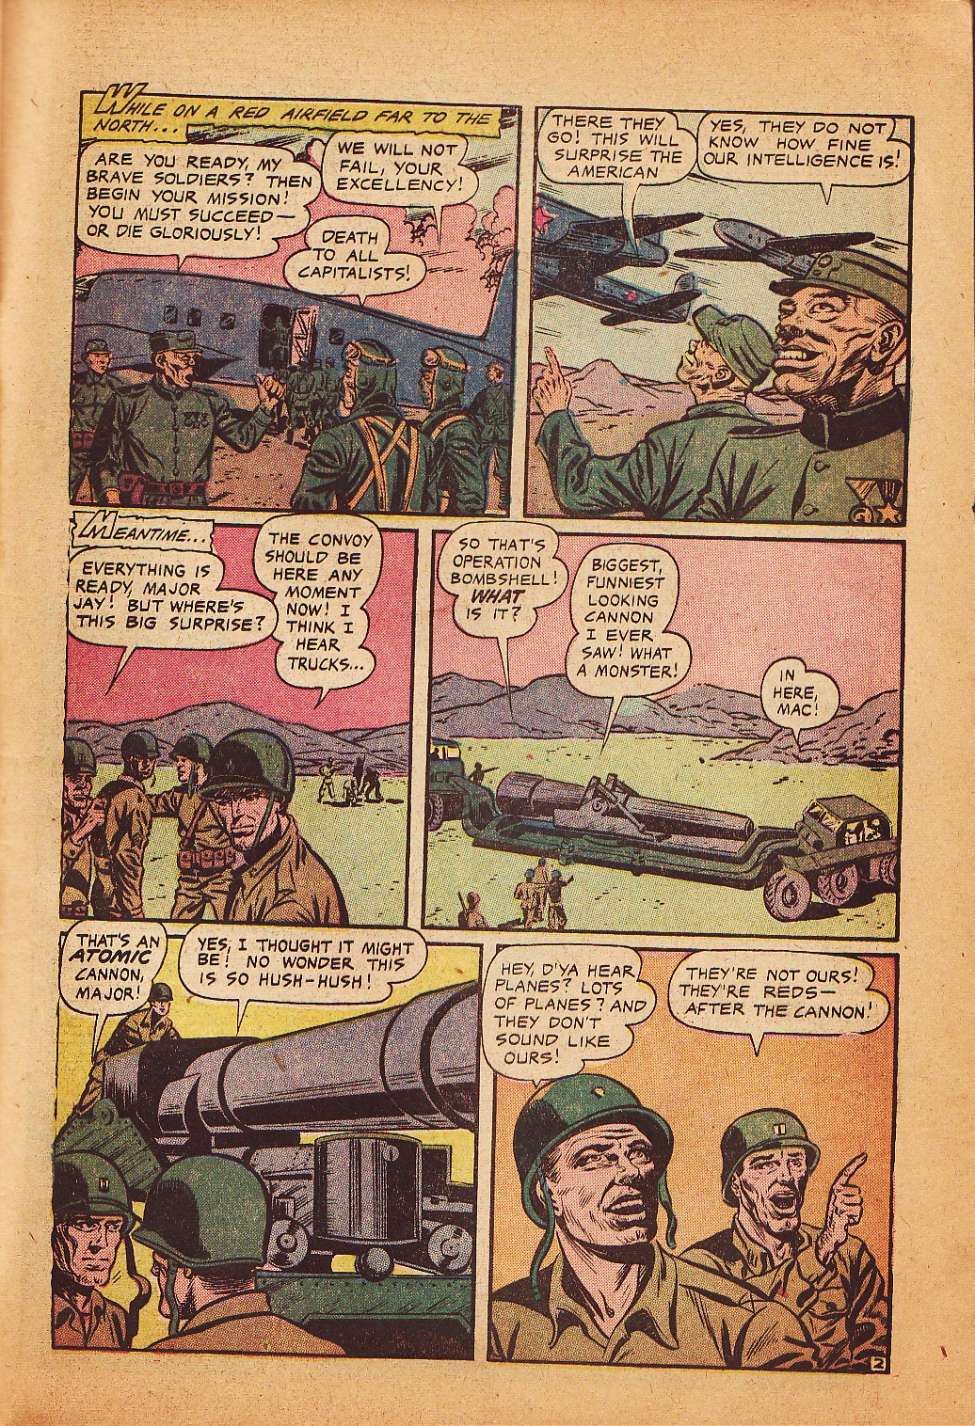 WHILE ON A RED AIRFIELD FAR TO THE
NORTH...
ARE YOU READY, MY
BRAVE SOLDIERS? THEN
BEGIN YOUR MISSION!
YOU MUST SUCCEED—
OR DIE GLORIOUSLY!
WE WILL NOT
FAIL, YOUR
EXCELLENCY!
DEATH
TO ALL
CAPITALISTS!
THERE THEY
GO! THIS WILL
SURPRISE THE
AMERICAN
YES, THEY DO NOT
KNOW HOW FINE
OUR INTELLIGENCE IS!
MEANTIME...
EVERYTHING IS
READY, MAJOR
JAY! BUT WHERE'S
THIS BIG SURPRISE?
THE CONVOY
SHOULD BE
HERE ANY
MOMENT
NOW! I
THINK I
HEAR
TRUCKS...
SO THAT'S
OPERATION
BOMBSHELL!
WHAT
IS IT?
BIGGEST,
FUNNIEST
LOOKING
CANNON
I EVER
SAW! WHAT
A MONSTER!
IN
HERE,
MAC!
THAT'S AN
ATOMIC
CANNON,
MAJOR!
YES, I THOUGHT IT MIGHT
BE! NO WONDER THIS
IS SO HUSH-HUSH!
HEY, D'YA HEAR
PLANES? LOTS
OF PLANES? AND
THEY DON'T
SOUND LIKE
OURS!
THEY'RE NOT OURS!
THEY'RE REDS—
AFTER THE CANNON!
2